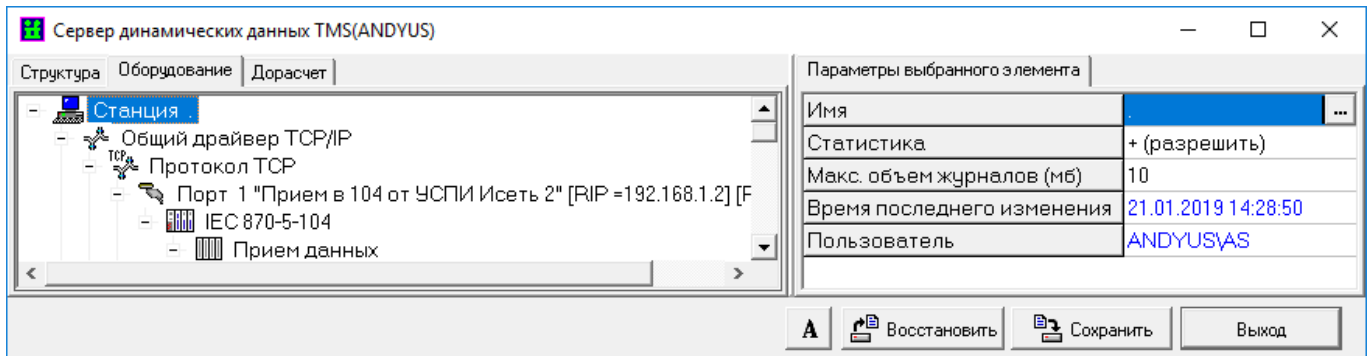 Сервер динамических данных TMS(ANDYUS)
Структура Оборудование Дорасчет
Станция .
Общий драйвер TCP/IP
TCP Протокол TCP
Порт 1 "Прием в 104 от УСПИ Исеть 2" [RIP =192.168.1.2] [F
IEC 870-5-104
Прием данных
Параметры выбранного элемента
Имя . ...
Статистика + (разрешить)
Макс. объем журналов (мб) 10
Время последнего изменения 21.01.2019 14:28:50
Пользователь ANDYUS\AS
A Восстановить Сохранить Выход